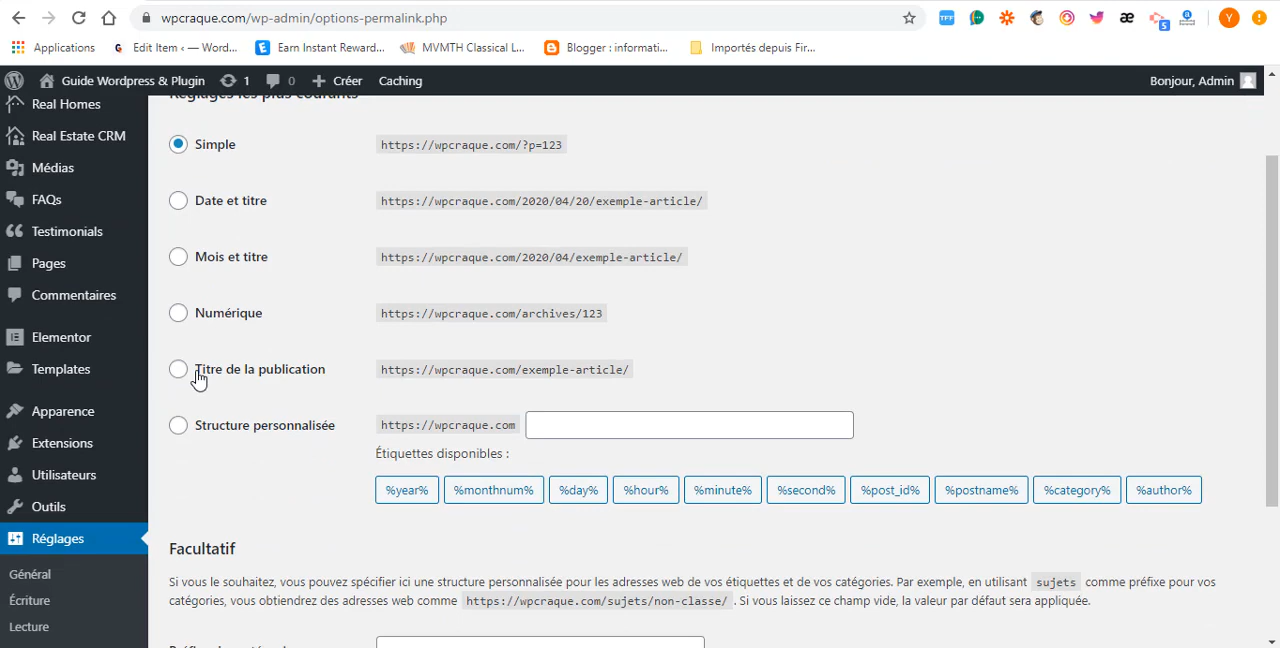 wpcraque.com/wp-admin/options-permalink.php
TFF
æ
5
Y
Applications
Edit Item ‹ — Word...
Earn Instant Reward...
MVMTH Classical L...
Blogger : informati...
Importés depuis Fir...
Guide Wordpress & Plugin
1
0
Créer
Caching
Bonjour, Admin
Real Homes
Real Estate CRM
Médias
FAQs
Testimonials
Pages
Commentaires
Elementor
Templates
Apparence
Extensions
Utilisateurs
Outils
Réglages
Général
Écriture
Lecture
Réglages les plus courants
Simple
https://wpcraque.com/?p=123
Date et titre
https://wpcraque.com/2020/04/20/exemple-article/
Mois et titre
https://wpcraque.com/2020/04/exemple-article/
Numérique
https://wpcraque.com/archives/123
Titre de la publication
https://wpcraque.com/exemple-article/
Structure personnalisée
https://wpcraque.com
Étiquettes disponibles :
%year%
%monthnum%
%day%
%hour%
%minute%
%second%
%post_id%
%postname%
%category%
%author%
Facultatif
Si vous le souhaitez, vous pouvez spécifier ici une structure personnalisée pour les adresses web de vos étiquettes et de vos catégories. Par exemple, en utilisant sujets comme préfixe pour vos
catégories, vous obtiendrez des adresses web comme https://wpcraque.com/sujets/non-classe/ . Si vous laissez ce champ vide, la valeur par défaut sera appliquée.